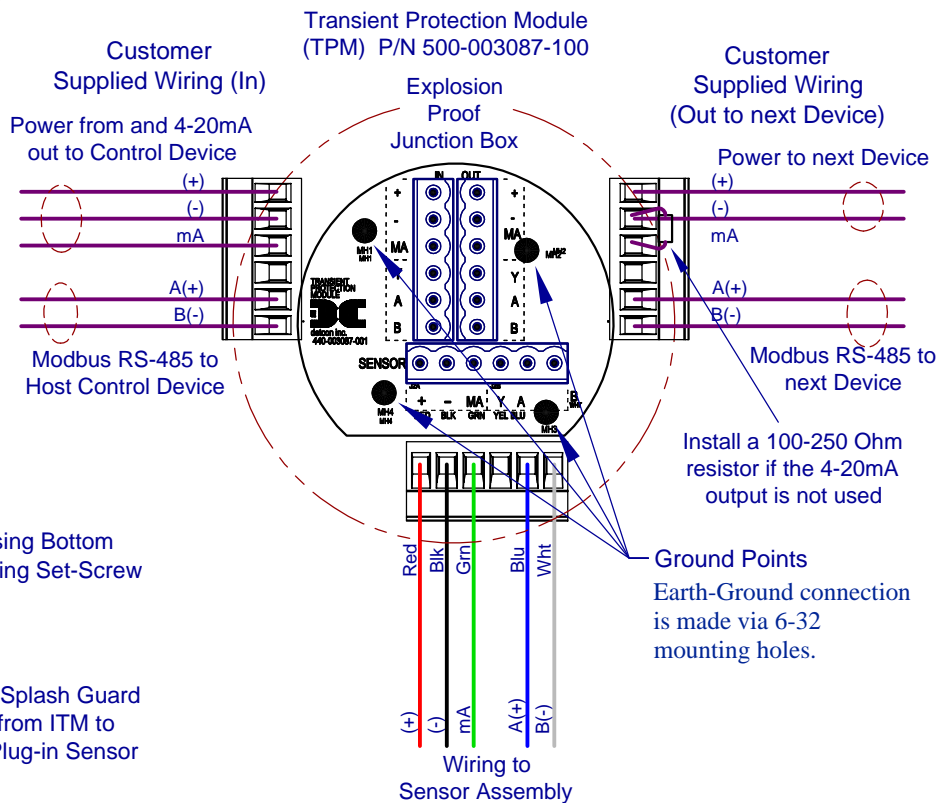 Transient Protection Module
(TPM) P/N 500-003087-100
Customer
Supplied Wiring (In)
Explosion
Proof
Junction Box
Customer
Supplied Wiring
(Out to next Device)
Power from and 4-20mA
out to Control Device
Power to next Device
(+)
(-)
mA
A(+)
B(-)
Modbus RS-485 to
Host Control Device
IN OUT
+
-
MA
Y
A
B
+
-
MA
Y
A
B
MH1
MH1
MH2
MH2
TRANSIENT
PROTECTION
MODULE
detcon inc.
440-003087-001
SENSOR
J2A
J2B
+ – MA Y A B
RED BLK GRN YEL BLU WHT
MH4
MH4
MH3
(+)
(-)
mA
A(+)
B(-)
Modbus RS-485 to
next Device
Install a 100-250 Ohm
resistor if the 4-20mA
output is not used
Ground Points
Earth-Ground connection
is made via 6-32
mounting holes.
Red
Blk
Grn
Blu
Wht
(+)
(-)
mA
A(+)
B(-)
Wiring to
Sensor Assembly
sing Bottom
ing Set-Screw
Splash Guard
from ITM to
Plug-in Sensor